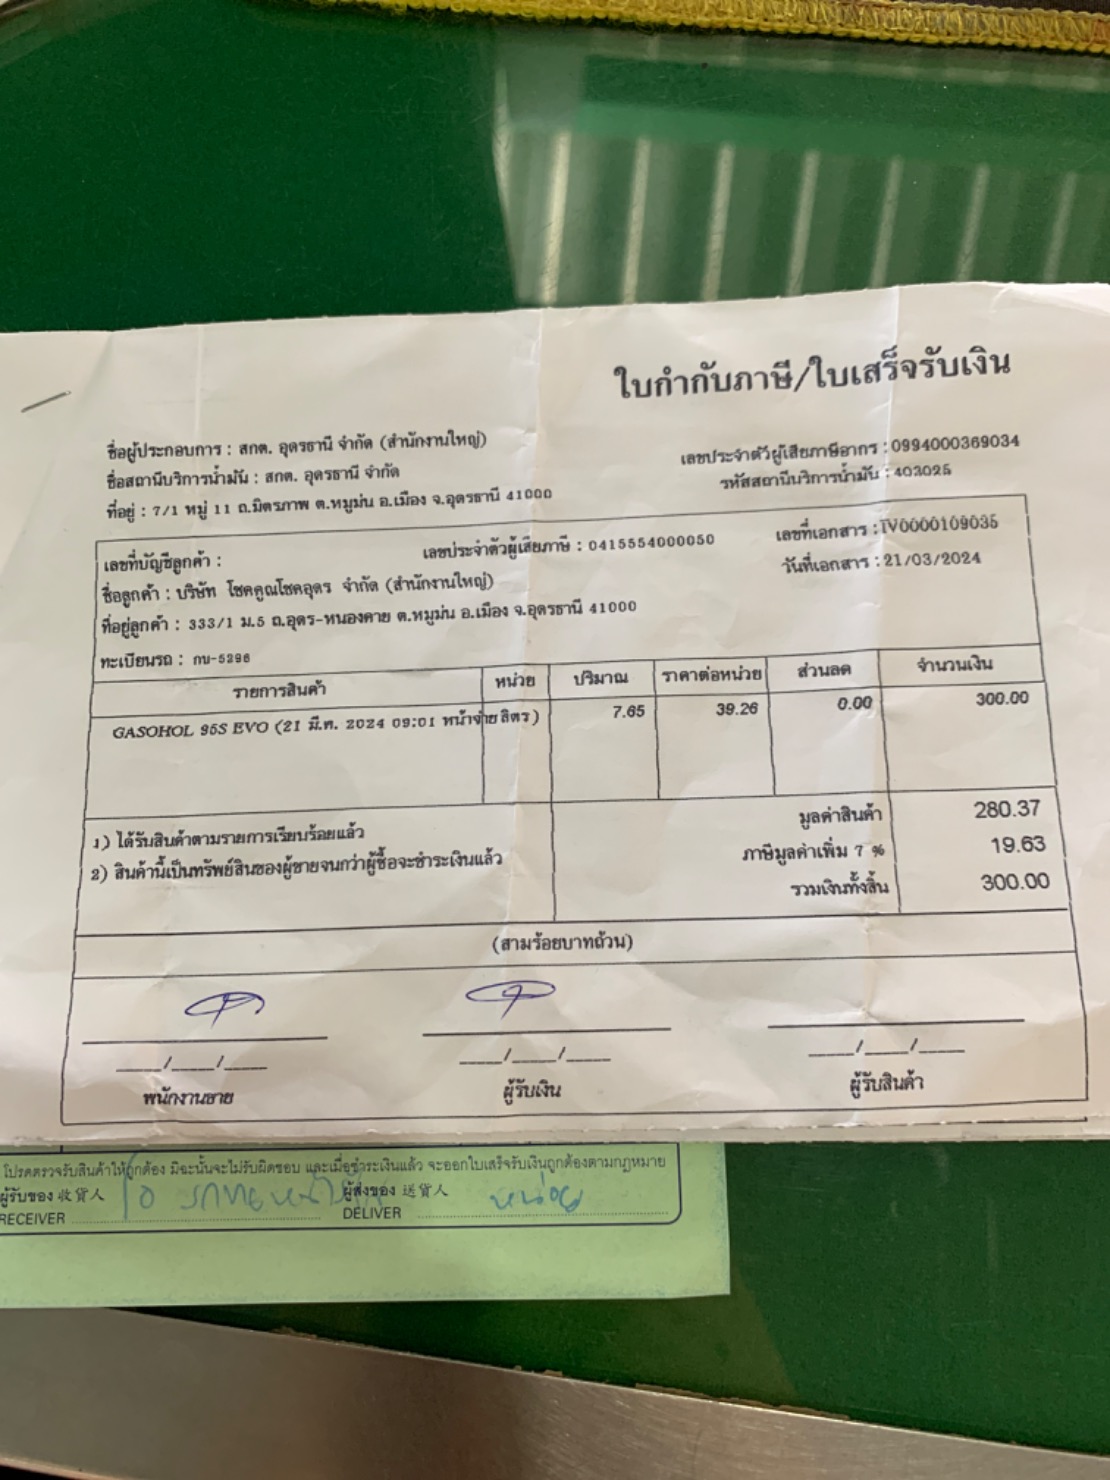 ใบกำกับภาษี/ใบเสร็จรับเงิน
ชื่อผู้ประกอบการ : สกต. อุดรธานี จำกัด (สำนักงานใหญ่)
เลขประจำตัวผู้เสียภาษีอากร : 0994000369034
ชื่อสถานีบริการน้ำมัน : สกต. อุดรธานี จำกัด
รหัสสถานีบริการน้ำมัน : 403025
ที่อยู่ : 7/1 หมู่ 11 ถ.มิตรภาพ ต.หมูม่น อ.เมือง จ.อุดรธานี 41000
เลขที่บัญชีลูกค้า :
เลขประจำตัวผู้เสียภาษี : 0415554000050
เลขที่เอกสาร : IV0000109035
ชื่อลูกค้า : บริษัท โชคคูณโชคอุดร จำกัด (สำนักงานใหญ่)
วันที่เอกสาร : 21/03/2024
ที่อยู่ลูกค้า : 333/1 ม.5 ถ.อุดร-หนองคาย ต.หมูม่น อ.เมือง จ.อุดรธานี 41000
ทะเบียนรถ : กบ-5296
รายการสินค้า หน่วย ปริมาณ ราคาต่อหน่วย ส่วนลด จำนวนเงิน
GASOHOL 95S EVO (21 มี.ค. 2024 09:01 หน้าจ่าย ลิตร ) 7.65 39.26 0.00 300.00
1) ได้รับสินค้าตามรายการเรียบร้อยแล้ว
2) สินค้านี้เป็นทรัพย์สินของผู้ขายจนกว่าผู้ซื้อจะชำระเงินแล้ว
มูลค่าสินค้า 280.37
ภาษีมูลค่าเพิ่ม 7 % 19.63
รวมเงินทั้งสิ้น 300.00
(สามร้อยบาทถ้วน)
____/____/____ ____/____/____ ____/____/____
พนักงานขาย ผู้รับเงิน ผู้รับสินค้า
โปรดตรวจรับสินค้าให้ถูกต้อง มิฉะนั้นจะไม่รับผิดชอบ และเมื่อชำระเงินแล้ว จะออกใบเสร็จรับเงินถูกต้องตามกฎหมาย
ผู้รับของ 收貨人 ผู้ส่งของ 送貨人 หน่อย
RECEIVER DELIVER